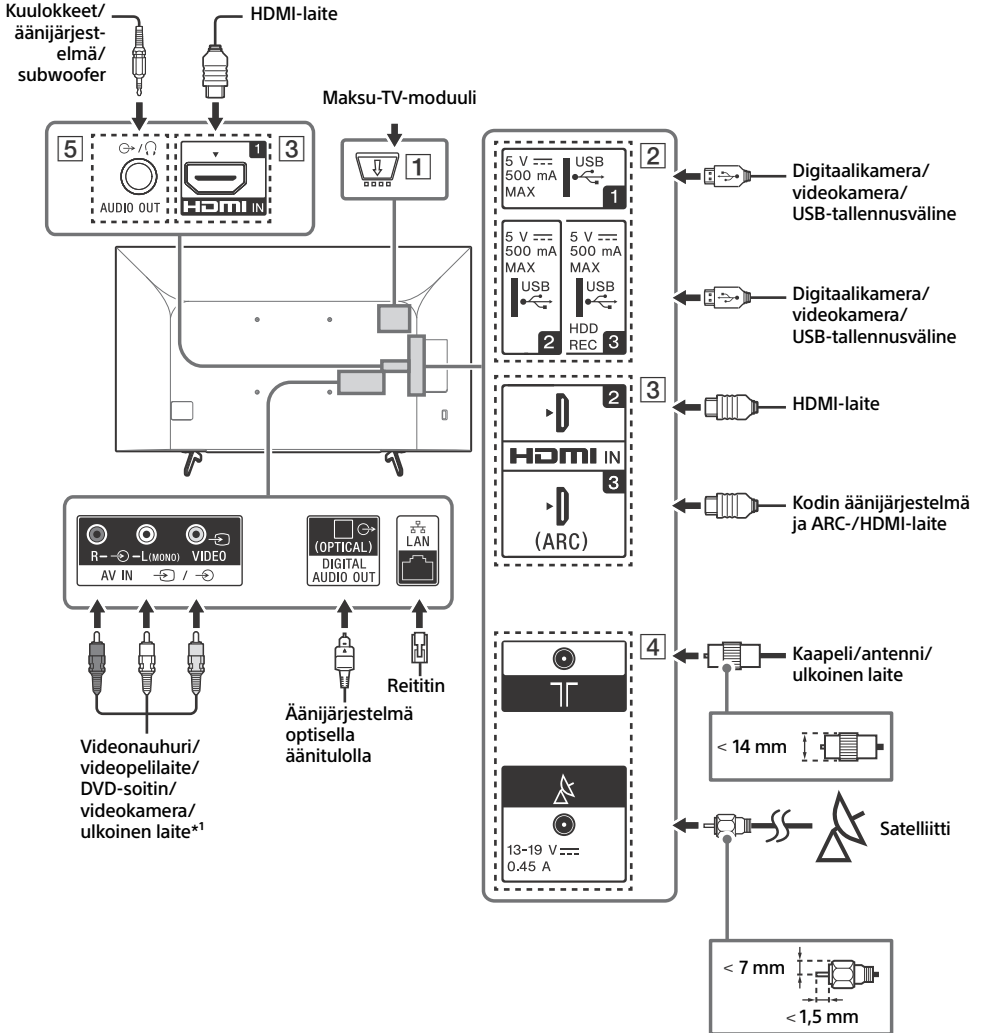 Kuulokkeet/
äänijärjest-
elmä/
subwoofer
HDMI-laite
Maksu-TV-moduuli
5
AUDIO OUT
1
3
HDMI IN
1
2
5 V
500 mA
MAX
USB
1
Digitaalikamera/
videokamera/
USB-tallennusväline
5 V
500 mA
MAX
USB
2
5 V
500 mA
MAX
USB
HDD
REC 3
Digitaalikamera/
videokamera/
USB-tallennusväline
3
2
HDMI-laite
HDMI IN
3
(ARC)
Kodin äänijärjestelmä
ja ARC-/HDMI-laite
R- -L(MONO) VIDEO
AV IN /
(OPTICAL)
DIGITAL
AUDIO OUT
LAN
Videonauhuri/
videopelilaite/
DVD-soitin/
videokamera/
ulkoinen laite*1
Äänijärjestelmä
optisella
äänitulolla
Reititin
4
Kaapeli/antenni/
ulkoinen laite
< 14 mm
13-19 V
0.45 A
Satelliitti
< 7 mm
< 1,5 mm